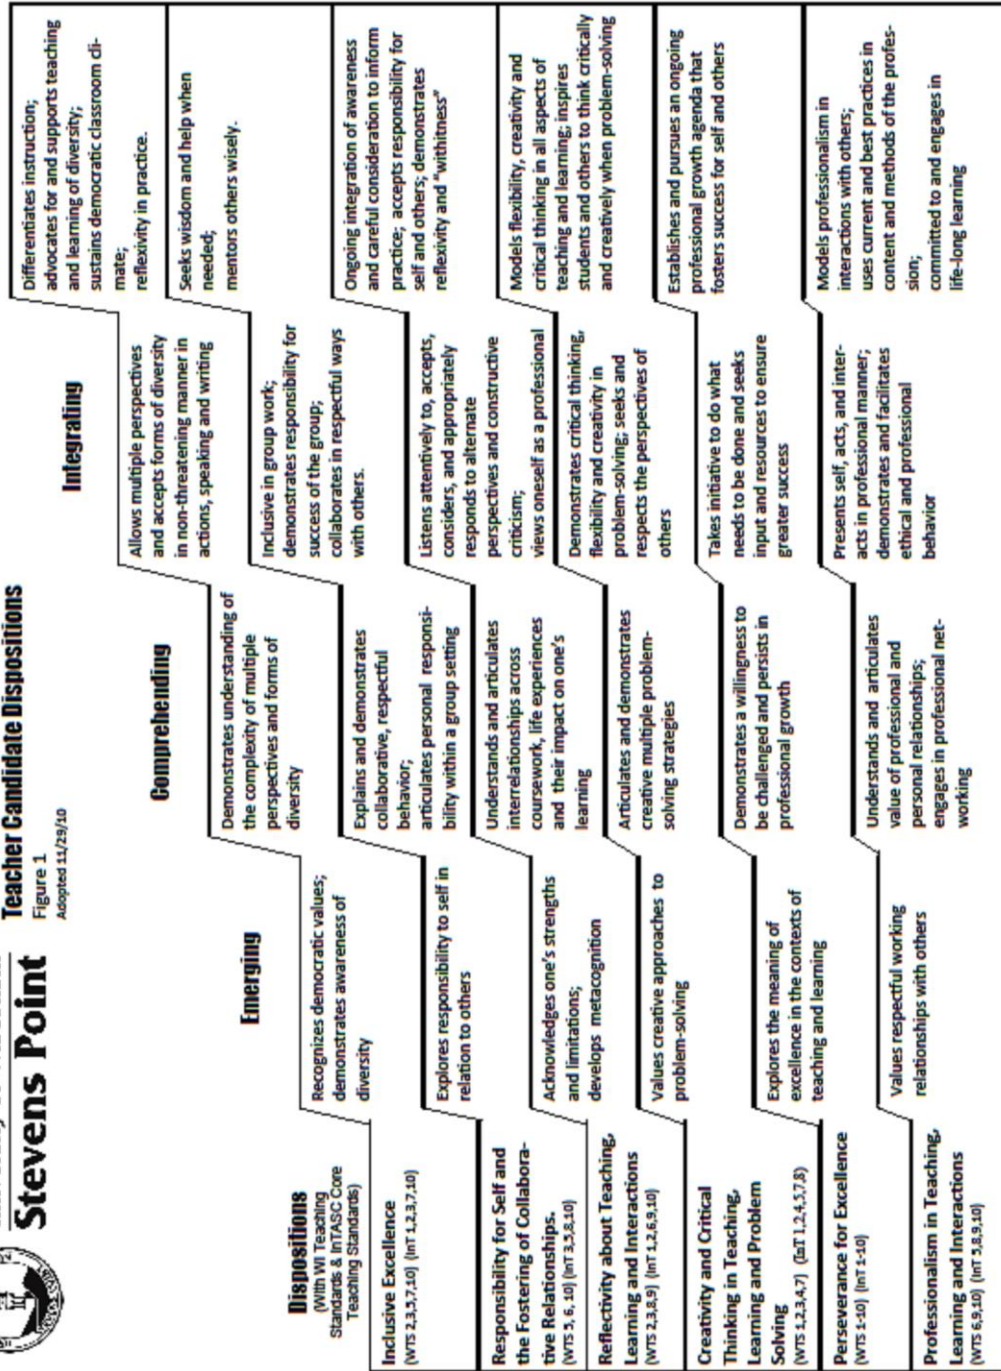 Stevens Point
Teacher Candidate Dispositions
Figure 1
Adopted 11/29/10
Emerging
Comprehending
Integrating
Dispositions
(With WI Teaching
Standards & InTASC Core
Teaching Standards)
Inclusive Excellence
(WTS 2,3,5,7,10) (InT 1,2,3,7,10)
Recognizes democratic values;
demonstrates awareness of
diversity
Demonstrates understanding of
the complexity of multiple
perspectives and forms of
diversity
Allows multiple perspectives
and accepts forms of diversity
in non-threatening manner in
actions, speaking and writing
Differentiates instruction;
advocates for and supports teaching
and learning of diversity;
sustains democratic classroom cli-
mate;
reflexivity in practice.
Responsibility for Self and
the Fostering of Collabora-
tive Relationships.
(WTS 5, 6, 10) (InT 3,5,8,10)
Explores responsibility to self in
relation to others
Explains and demonstrates
collaborative, respectful
behavior;
articulates personal responsi-
bility within a group setting
Inclusive in group work;
demonstrates responsibility for
success of the group;
collaborates in respectful ways
with others.
Seeks wisdom and help when
needed;
mentors others wisely.
Reflectivity about Teaching,
Learning and Interactions
(WTS 2,3,8,9) (InT 1,2,6,9,10)
Acknowledges one's strengths
and limitations;
develops metacognition
Understands and articulates
interrelationships across
coursework, life experiences
and their impact on one's
learning
Listens attentively to, accepts,
considers, and appropriately
responds to alternate
perspectives and constructive
criticism;
views oneself as a professional
Ongoing integration of awareness
and careful consideration to inform
practice; accepts responsibility for
self and others; demonstrates
reflexivity and "withitness"
Creativity and Critical
Thinking in Teaching,
Learning and Problem
Solving
(WTS 1,2,3,4,7) (InT 1,2,4,5,7,8)
Values creative approaches to
problem-solving
Articulates and demonstrates
creative multiple problem-
solving strategies
Demonstrates critical thinking,
flexibility and creativity in
problem-solving; seeks and
respects the perspectives of
others
Models flexibility, creativity and
critical thinking in all aspects of
teaching and learning; inspires
students and others to think critically
and creatively when problem-solving
Perseverance for Excellence
(WTS 1-10) (InT 1-10)
Explores the meaning of
excellence in the contexts of
teaching and learning
Demonstrates a willingness to
be challenged and persists in
professional growth
Takes initiative to do what
needs to be done and seeks
input and resources to ensure
greater success
Establishes and pursues an ongoing
professional growth agenda that
fosters success for self and others
Professionalism in Teaching,
Learning and Interactions
(WTS 6,9,10) (InT 5,8,9,10)
Values respectful working
relationships with others
Understands and articulates
value of professional and
personal relationships;
engages in professional net-
working
Presents self, acts, and inter-
acts in professional manner;
demonstrates and facilitates
ethical and professional
behavior
Models professionalism in
interactions with others;
uses current and best practices in
content and methods of the profes-
sion;
committed to and engages in
life-long learning